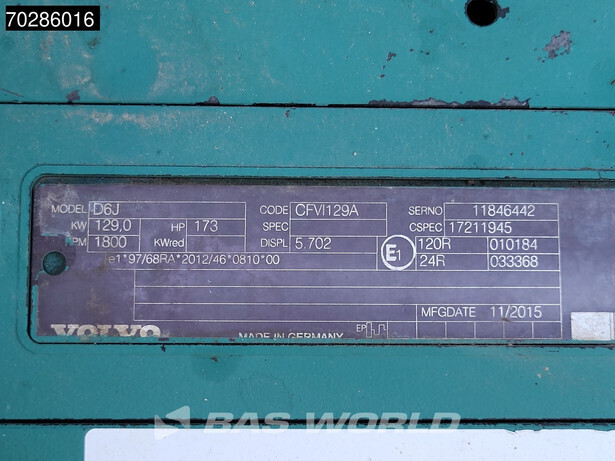 70286016
MODEL D6J CODE CFVI129A SERNO 11846442
KW 129,0 HP 173 SPEC CSPEC 17211945
RPM 1800 KWred DISPL 5.702 E1 120R 010184
24R 033368
e1*97/68RA*2012/46*0810*00
MFGDATE 11/2015
VOLVO MADE IN GERMANY EP
BAS WORLD